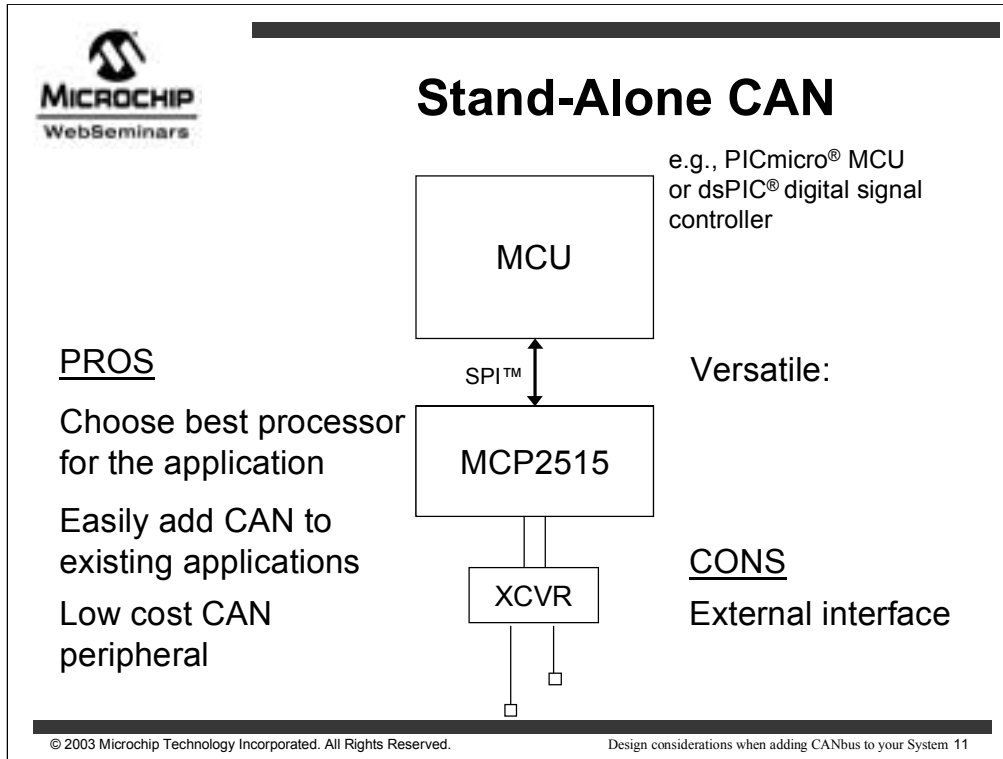 MICROCHIP
WebSeminars
Stand-Alone CAN
e.g., PICmicro® MCU
or dsPIC® digital signal
controller
MCU
PROS
SPI™
Versatile:
Choose best processor
for the application
MCP2515
Easily add CAN to
existing applications
CONS
XCVR
Low cost CAN
peripheral
External interface
© 2003 Microchip Technology Incorporated. All Rights Reserved.
Design considerations when adding CANbus to your System 11